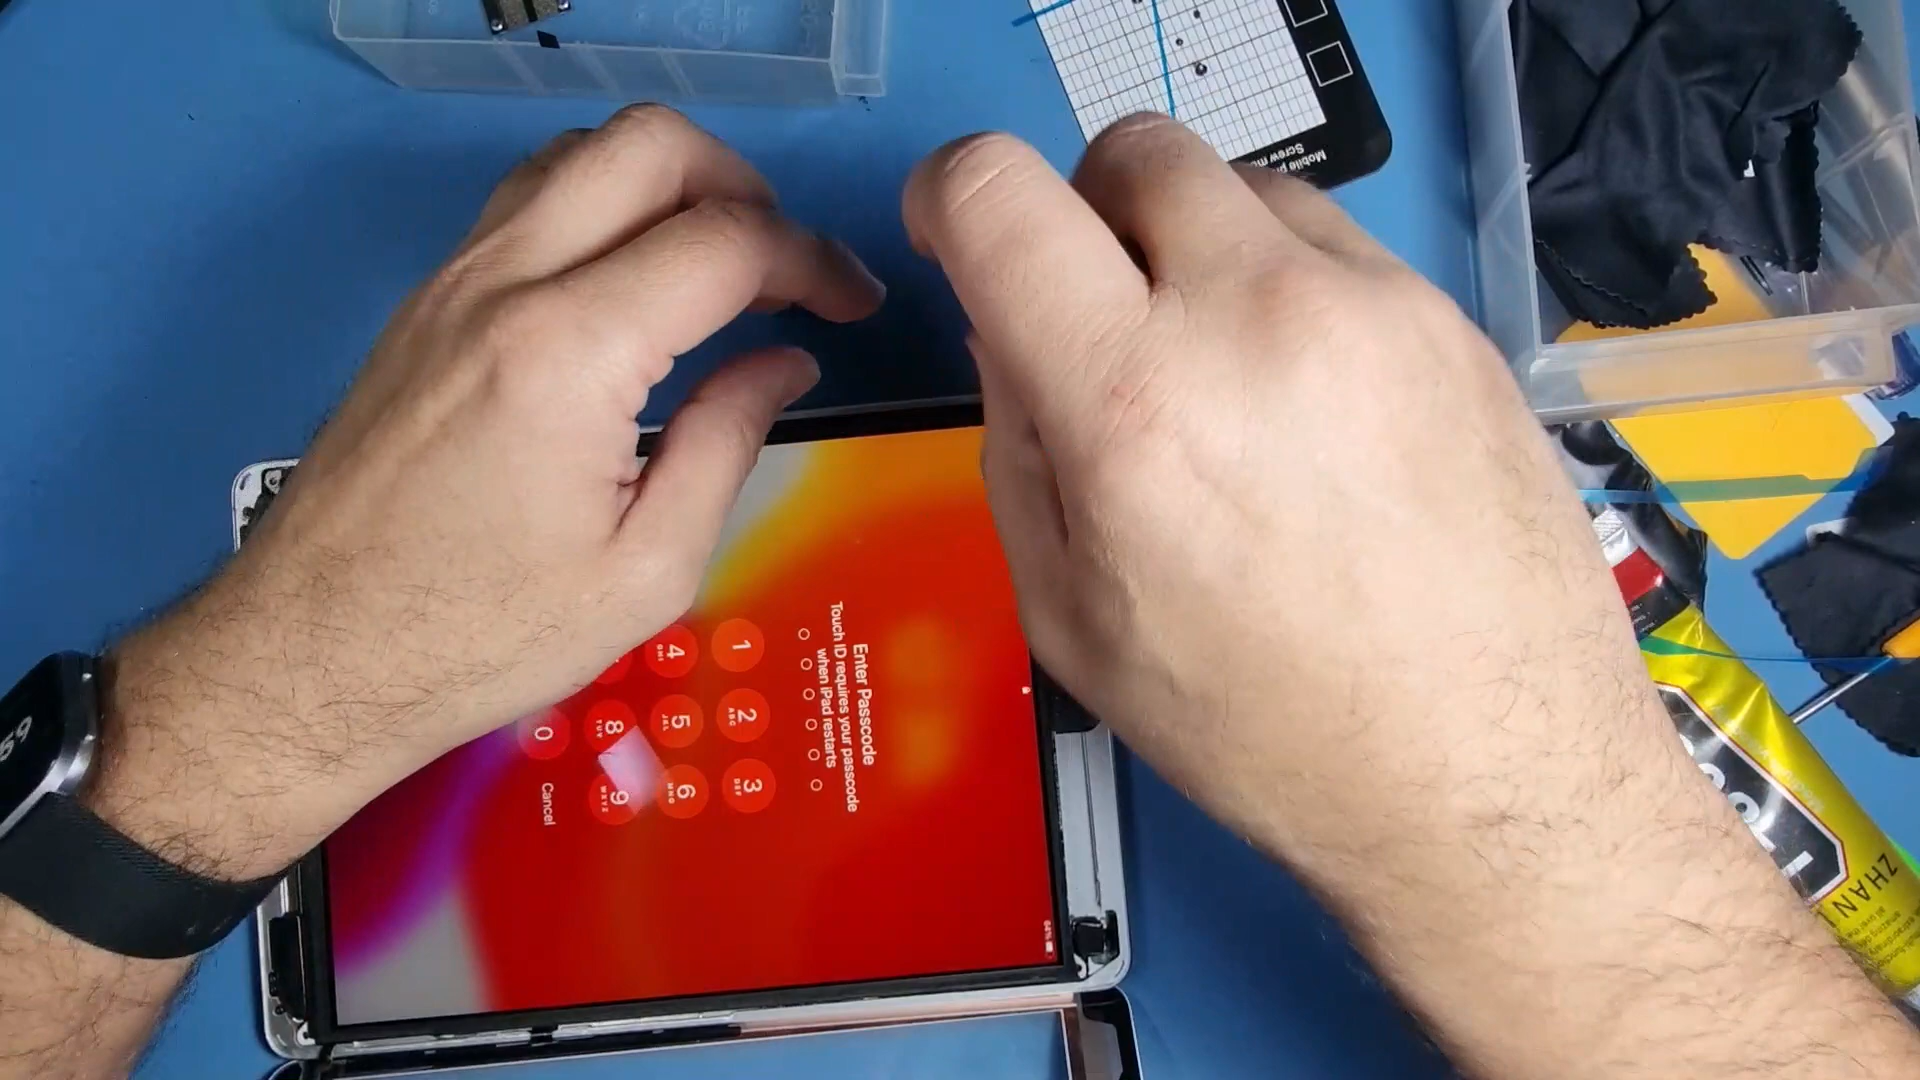 Enter Passcode
Touch ID requires your passcode
when iPad restarts
1
2
ABC
3
DEF
4
GHI
5
JKL
6
MNO
8
TUV
9
WXYZ
0
Cancel
64%
Mobile
Screw
ZHAN